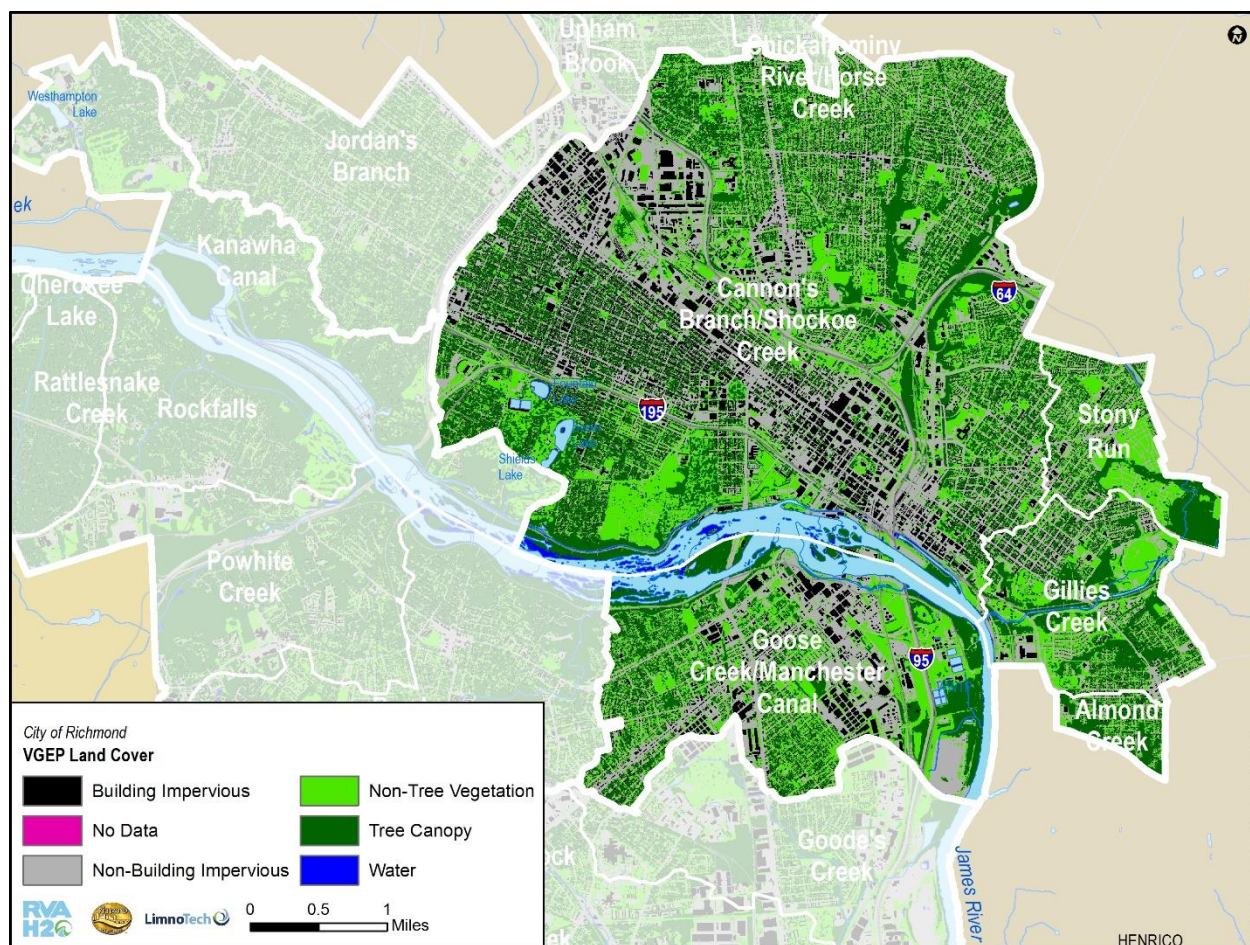 Upham
Brook
Chickahominy
River/Horse
Creek
Westhampton
Lake
Jordan's
Branch
ek
Kanawha
Canal
Cherokee
Lake
Rattlesnake
Creek
Rockfalls
Cannon's
Branch/Shockoe
Creek
64
195
Shields
Lake
Stony
Run
Powhite
Creek
Gillies
Creek
Goose
Creek/Manchester
Canal
95
Almond
Creek
Goode's
Creek
James River
HENRICO
ock
ek
City of Richmond
VGEP Land Cover
Building Impervious
No Data
Non-Building Impervious
Non-Tree Vegetation
Tree Canopy
Water
RVA
H2O
LimnoTech
0 0.5 1
Miles
N